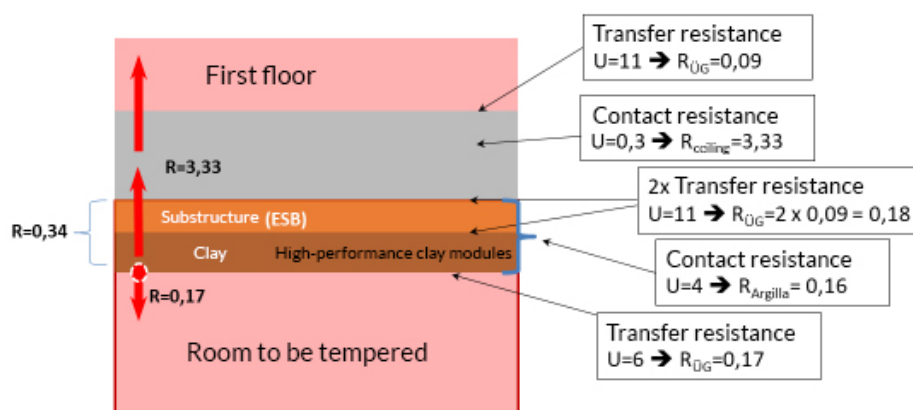 First floor
R=3,33
Substructure (ESB)
R=0,34
Clay
High-performance clay modules
R=0,17
Room to be tempered
Transfer resistance
U=11 ➔ RÜG=0,09
Contact resistance
U=0,3 ➔ Rceiling=3,33
2x Transfer resistance
U=11 ➔ RÜG=2 x 0,09 = 0,18
Contact resistance
U=4 ➔ RArgilla= 0,16
Transfer resistance
U=6 ➔ RÜG=0,17